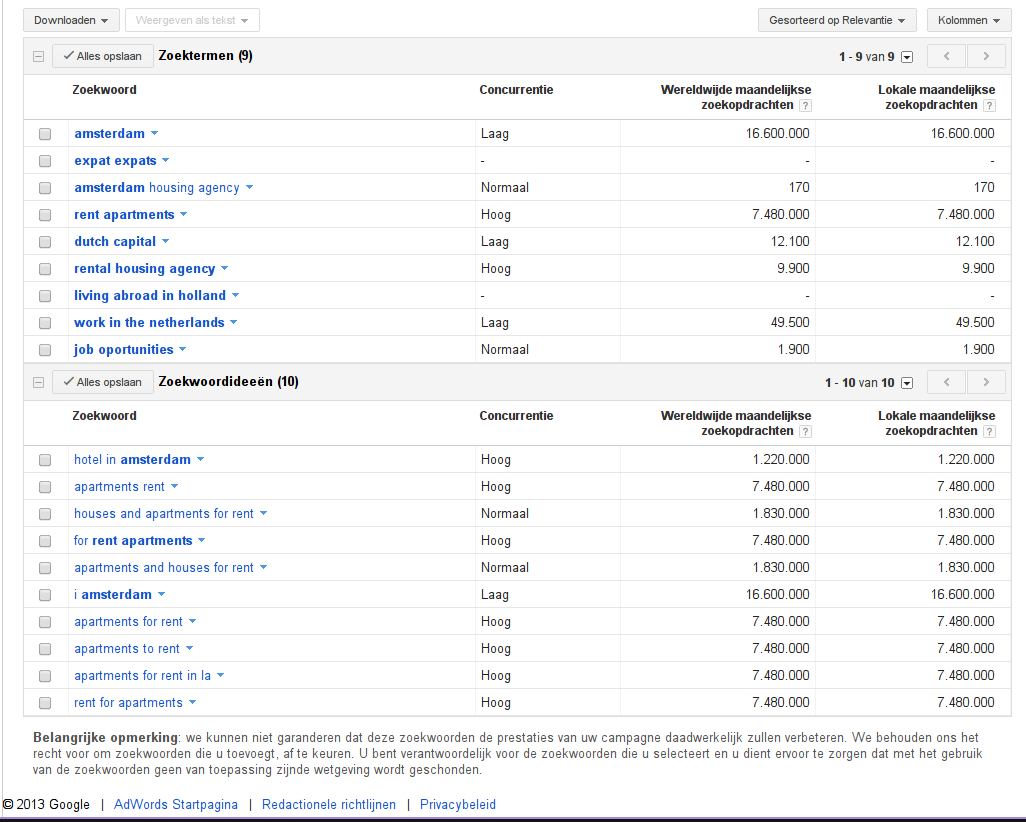 Downloaden Weergeven als tekst Gesorteerd op Relevantie Kolommen
Alles opslaan Zoektermen (9) 1 - 9 van 9
Zoekwoord Concurrentie Wereldwijde maandelijkse zoekopdrachten ? Lokale maandelijkse zoekopdrachten ?
amsterdam Laag 16.600.000 16.600.000
expat expats - - -
amsterdam housing agency Normaal 170 170
rent apartments Hoog 7.480.000 7.480.000
dutch capital Laag 12.100 12.100
rental housing agency Hoog 9.900 9.900
living abroad in holland - - -
work in the netherlands Laag 49.500 49.500
job oportunities Normaal 1.900 1.900
Alles opslaan Zoekwoordideeën (10) 1 - 10 van 10
Zoekwoord Concurrentie Wereldwijde maandelijkse zoekopdrachten ? Lokale maandelijkse zoekopdrachten ?
hotel in amsterdam Hoog 1.220.000 1.220.000
apartments rent Hoog 7.480.000 7.480.000
houses and apartments for rent Normaal 1.830.000 1.830.000
for rent apartments Hoog 7.480.000 7.480.000
apartments and houses for rent Normaal 1.830.000 1.830.000
i amsterdam Laag 16.600.000 16.600.000
apartments for rent Hoog 7.480.000 7.480.000
apartments to rent Hoog 7.480.000 7.480.000
apartments for rent in la Hoog 7.480.000 7.480.000
rent for apartments Hoog 7.480.000 7.480.000
Belangrijke opmerking: we kunnen niet garanderen dat deze zoekwoorden de prestaties van uw campagne daadwerkelijk zullen verbeteren. We behouden ons het
recht voor om zoekwoorden die u toevoegt, af te keuren. U bent verantwoordelijk voor de zoekwoorden die u selecteert en u dient ervoor te zorgen dat met het gebruik
van de zoekwoorden geen van toepassing zijnde wetgeving wordt geschonden.
© 2013 Google | AdWords Startpagina | Redactionele richtlijnen | Privacybeleid